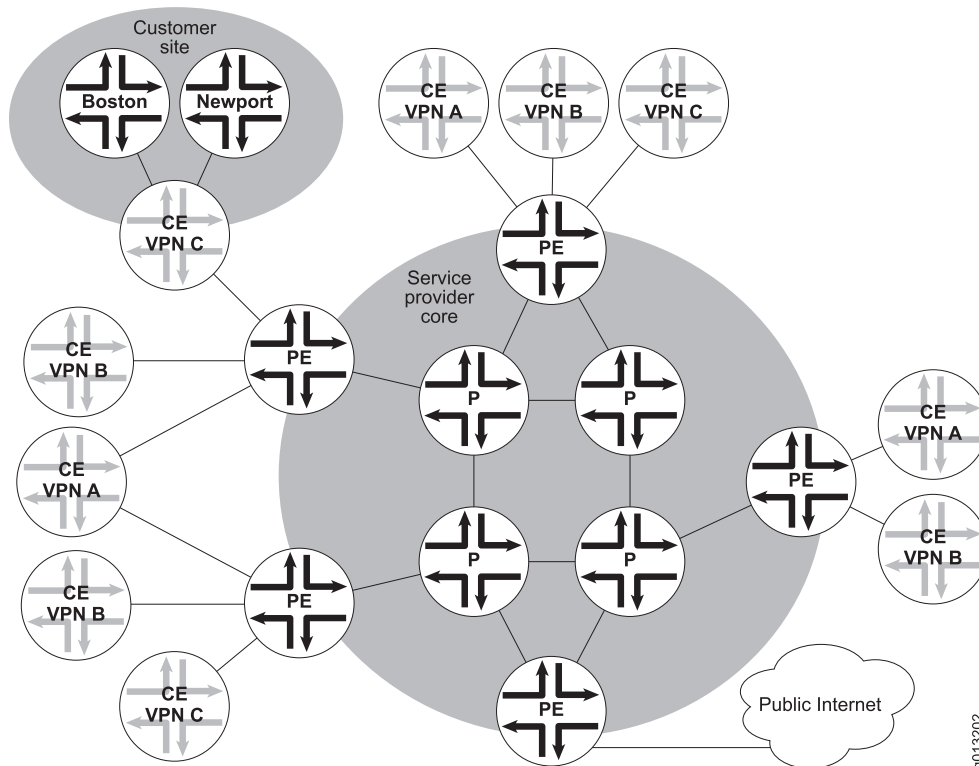 Customer
site
Boston
Newport
CE
VPN A
CE
VPN B
CE
VPN C
CE
VPN C
PE
Service
provider
core
CE
VPN B
PE
P
P
CE
VPN A
CE
VPN A
PE
CE
VPN B
P
P
CE
VPN B
PE
CE
VPN C
PE
Public Internet
g013202